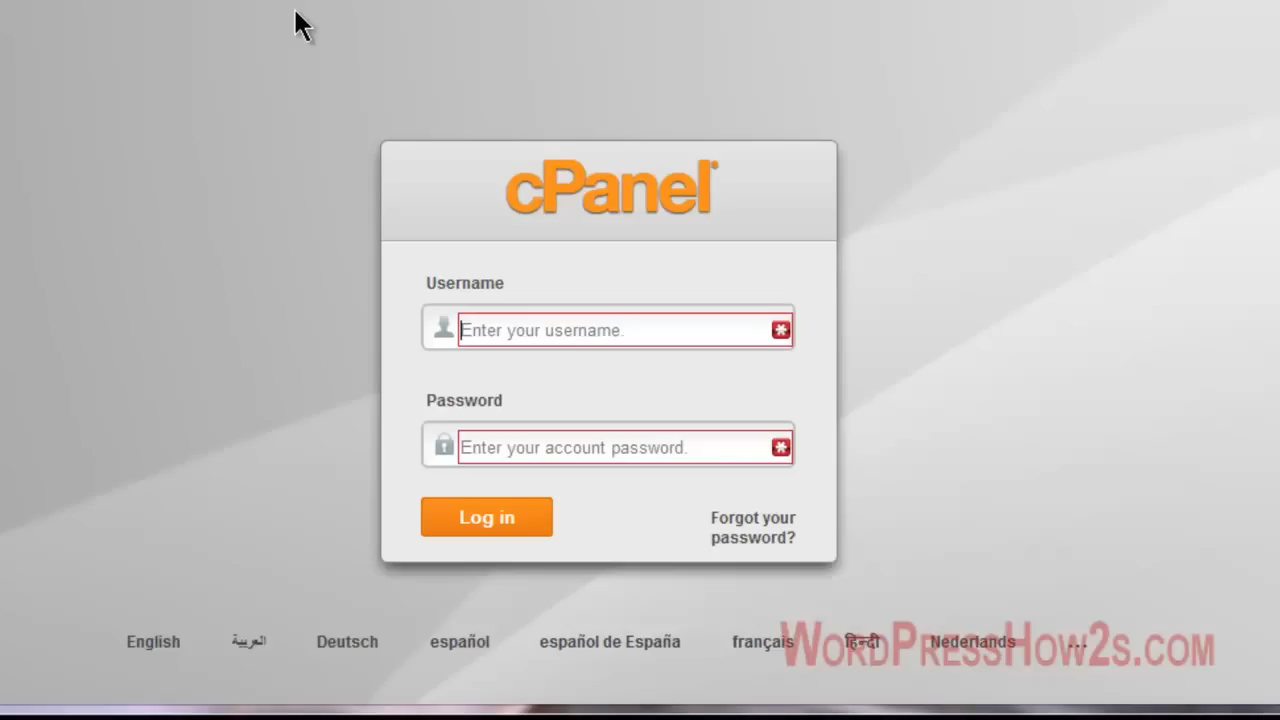 cPanel®
Username
Enter your username.
Password
Enter your account password.
Log in
Forgot your
password?
English العربية Deutsch español español de España français हिन्दी Nederlands ...
WordPressHow2s.com